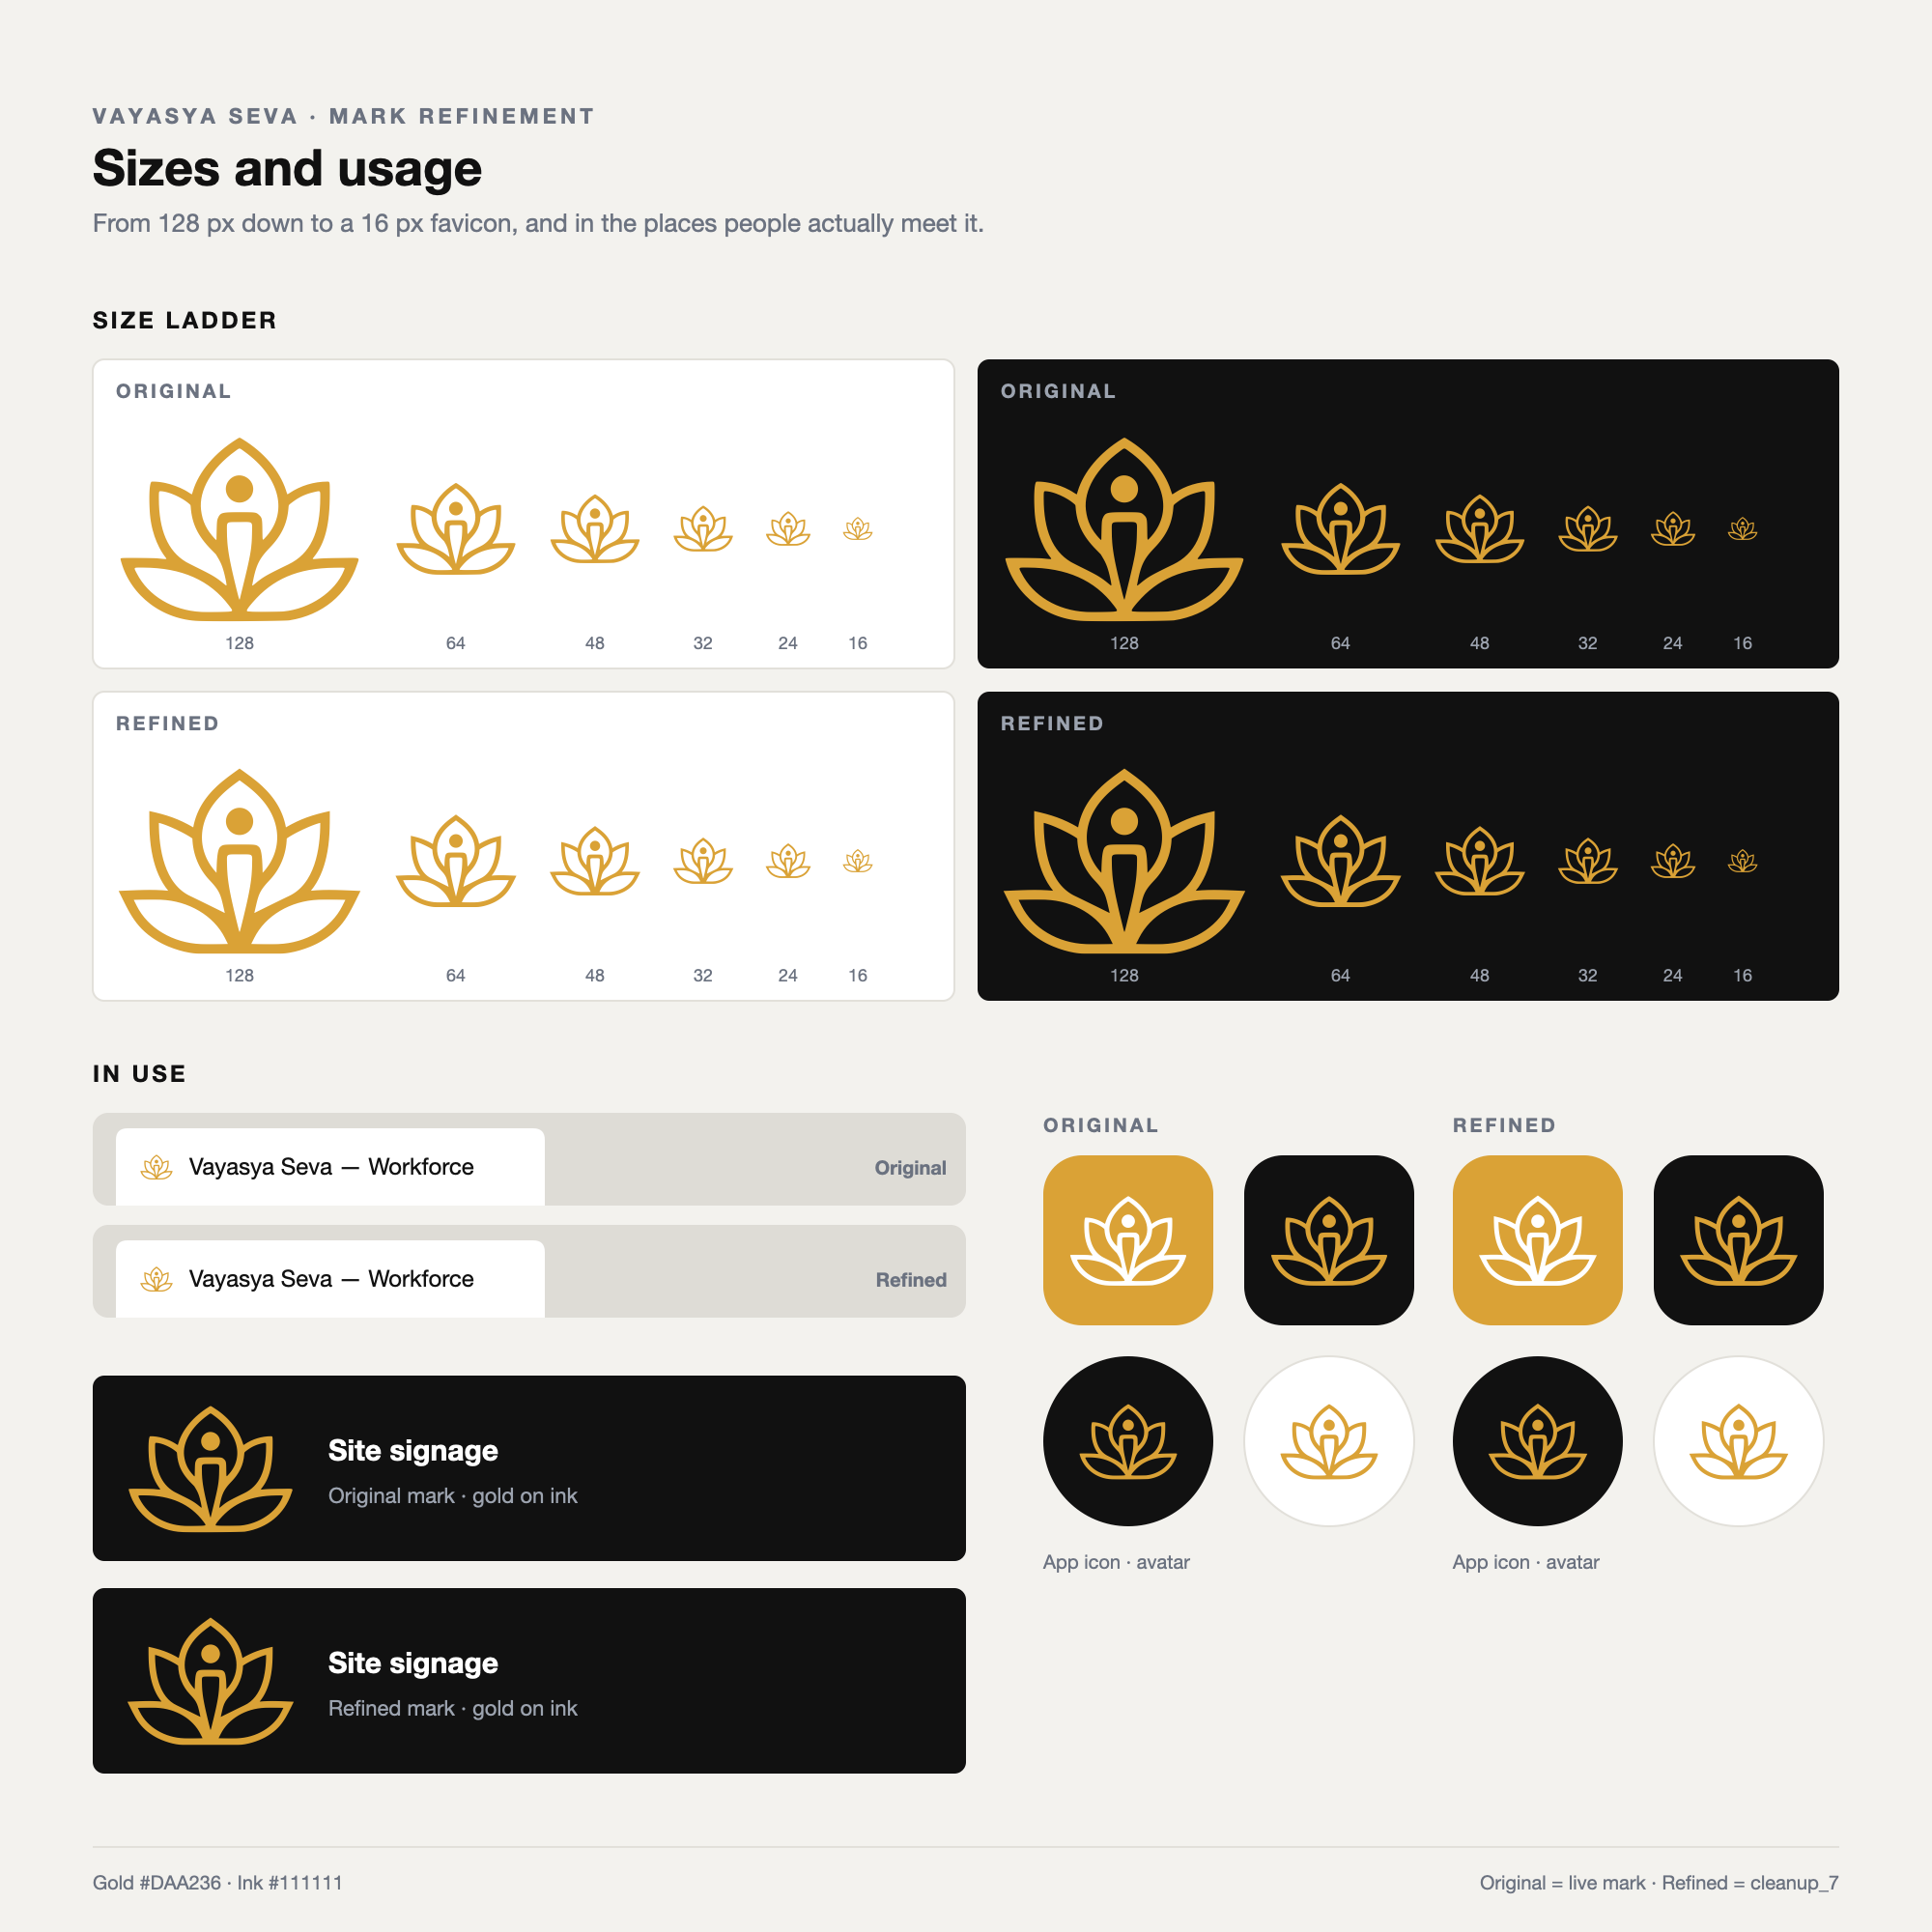 VAYASYA SEVA · MARK REFINEMENT
Sizes and usage
From 128 px down to a 16 px favicon, and in the places people actually meet it.
SIZE LADDER
ORIGINAL
128 64 48 32 24 16
ORIGINAL
128 64 48 32 24 16
REFINED
128 64 48 32 24 16
REFINED
128 64 48 32 24 16
IN USE
Vayasya Seva — Workforce
Original
Vayasya Seva — Workforce
Refined
Site signage
Original mark · gold on ink
Site signage
Refined mark · gold on ink
ORIGINAL
App icon · avatar
REFINED
App icon · avatar
Gold #DAA236 · Ink #111111
Original = live mark · Refined = cleanup_7